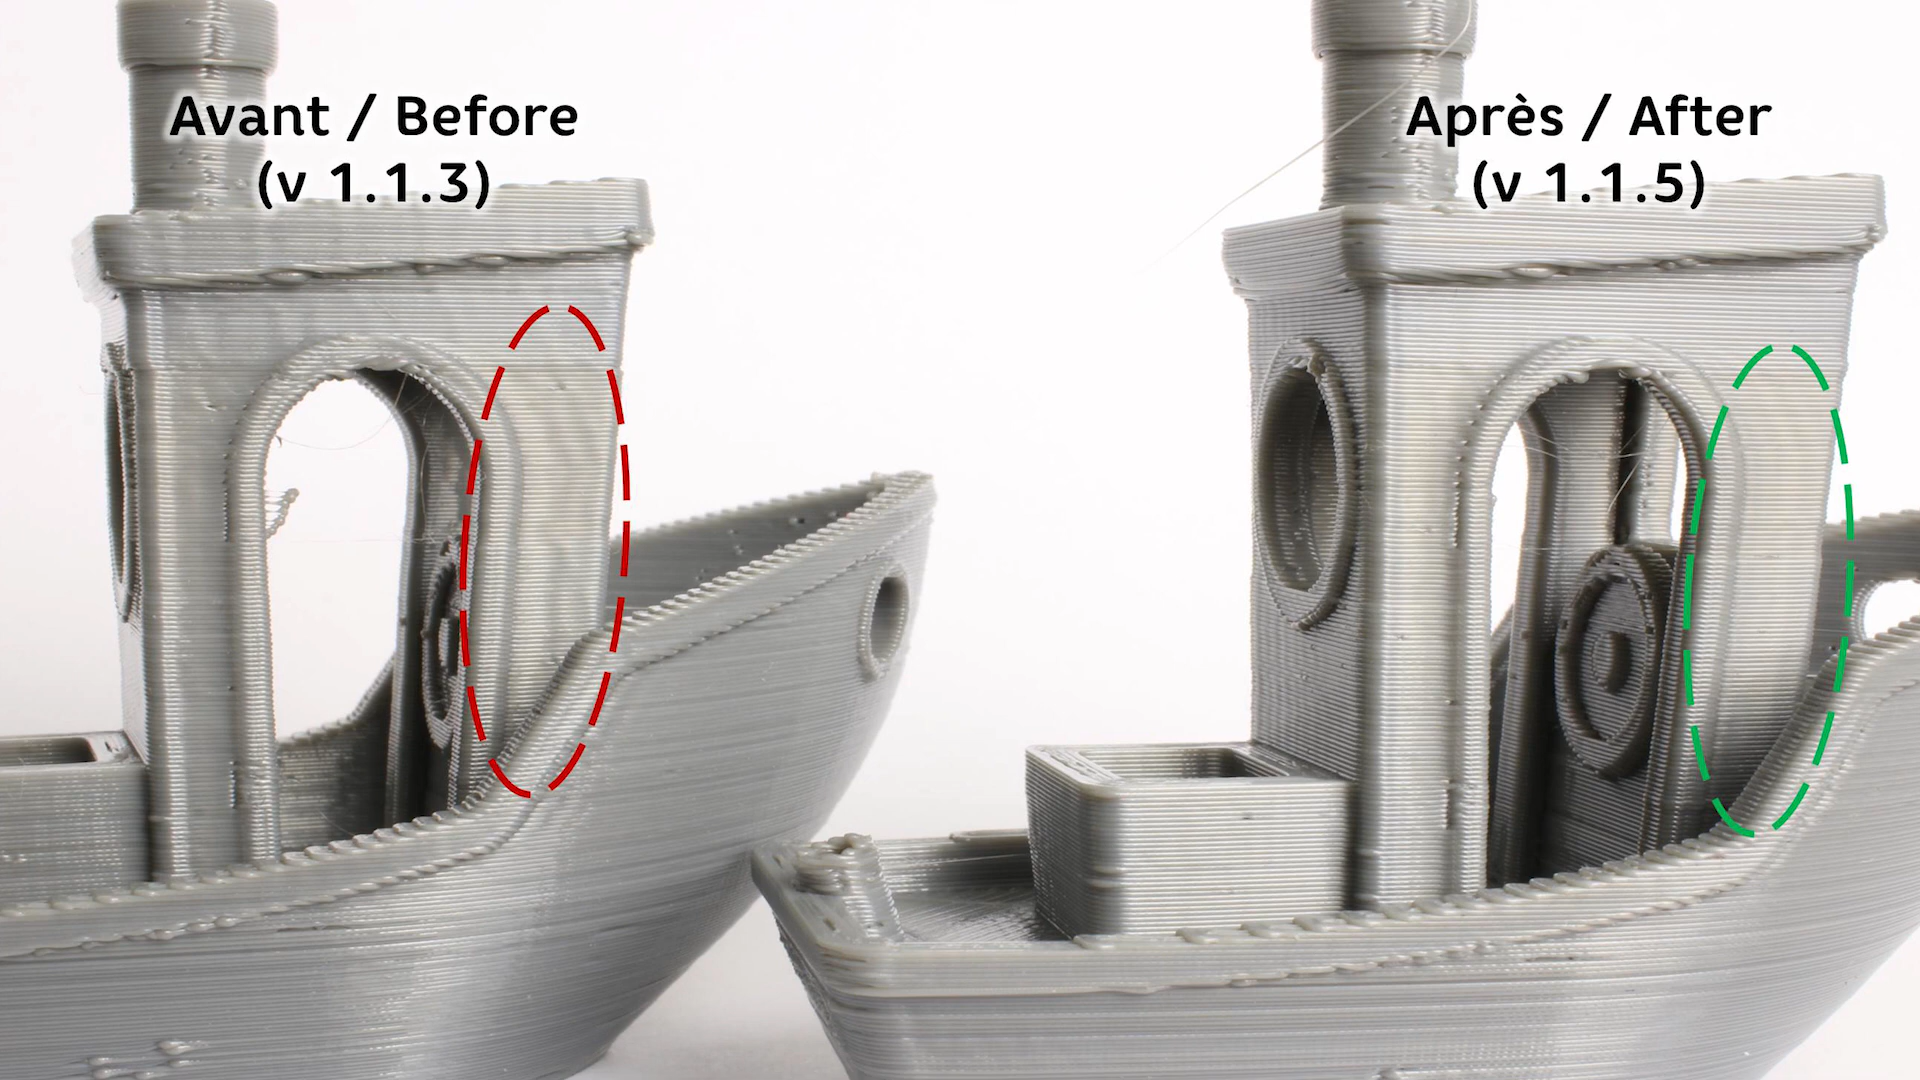 Avant / Before
(v 1.1.3)
Après / After
(v 1.1.5)